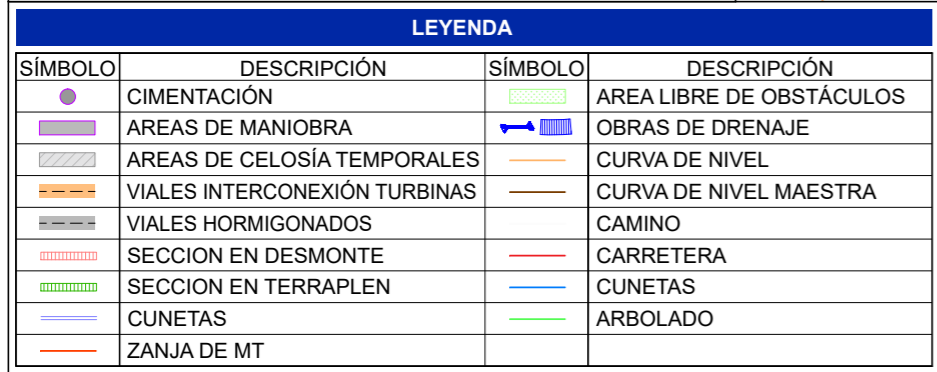 LEYENDA
SÍMBOLO DESCRIPCIÓN SÍMBOLO DESCRIPCIÓN
CIMENTACIÓN AREA LIBRE DE OBSTÁCULOS
AREAS DE MANIOBRA OBRAS DE DRENAJE
AREAS DE CELOSÍA TEMPORALES CURVA DE NIVEL
VIALES INTERCONEXIÓN TURBINAS CURVA DE NIVEL MAESTRA
VIALES HORMIGONADOS CAMINO
SECCION EN DESMONTE CARRETERA
SECCION EN TERRAPLEN CUNETAS
CUNETAS ARBOLADO
ZANJA DE MT